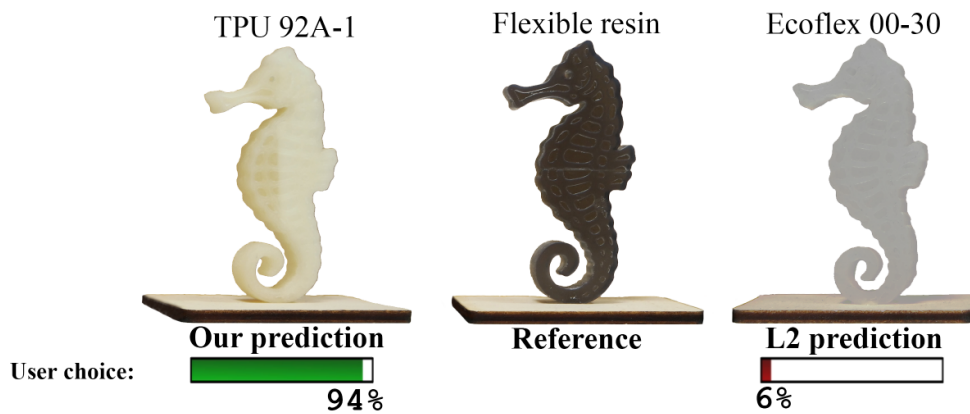 TPU 92A-1
Flexible resin
Ecoflex 00-30
Our prediction
Reference
L2 prediction
User choice:
94%
6%